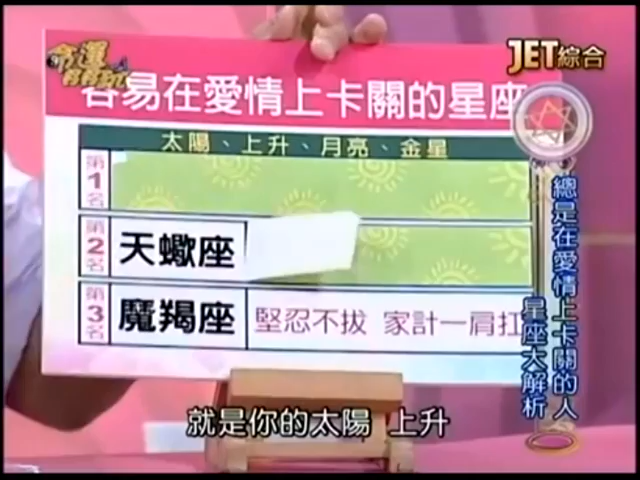 命運好好玩
JET綜合
容易在愛情上卡關的星座
太陽、上升、月亮、金星
第1名
第2名
天蠍座
第3名
魔羯座
堅忍不拔 家計一肩扛
總是在愛情上卡關的人
星座大解析
就是你的太陽 上升